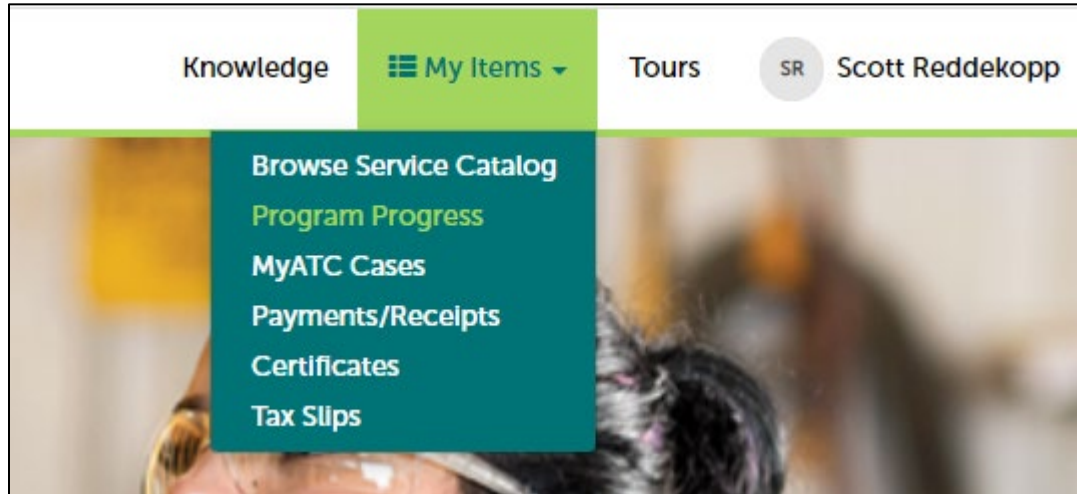 Knowledge My Items Tours SR Scott Reddekopp
Browse Service Catalog
Program Progress
MyATC Cases
Payments/Receipts
Certificates
Tax Slips